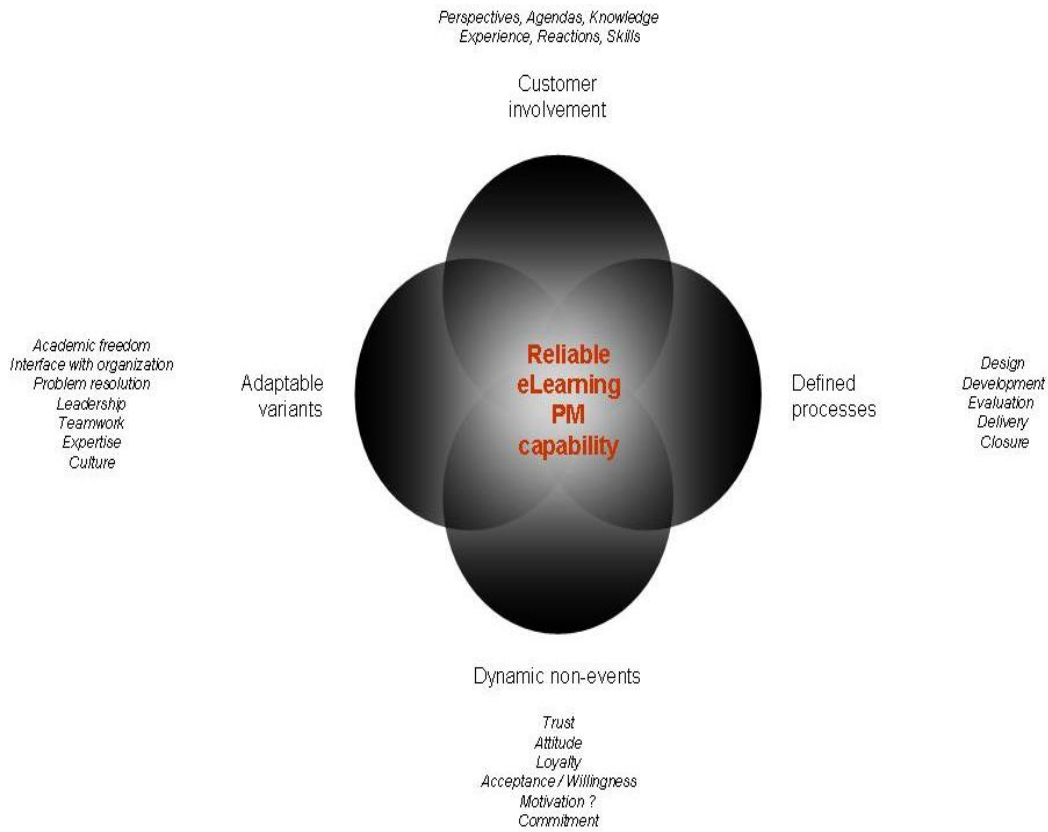 Perspectives, Agendas, Knowledge
Experience, Reactions, Skills
Customer
involvement
Academic freedom
Interface with organization
Problem resolution
Leadership
Teamwork
Expertise
Culture
Adaptable
variants
Reliable
eLearning
PM
capability
Defined
processes
Design
Development
Evaluation
Delivery
Closure
Dynamic non-events
Trust
Attitude
Loyalty
Acceptance / Willingness
Motivation ?
Commitment